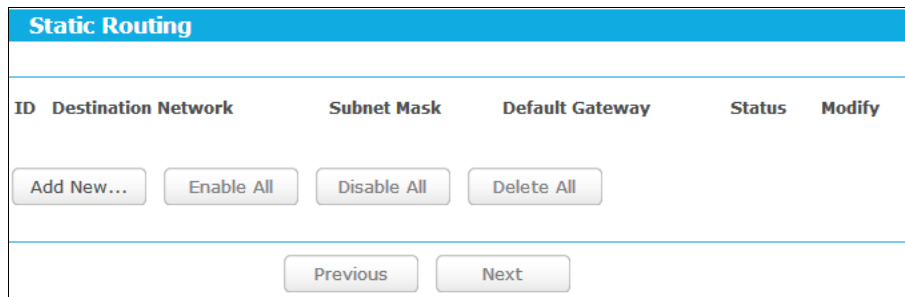 Static Routing
ID Destination Network Subnet Mask Default Gateway Status Modify
Add New... Enable All Disable All Delete All
Previous Next